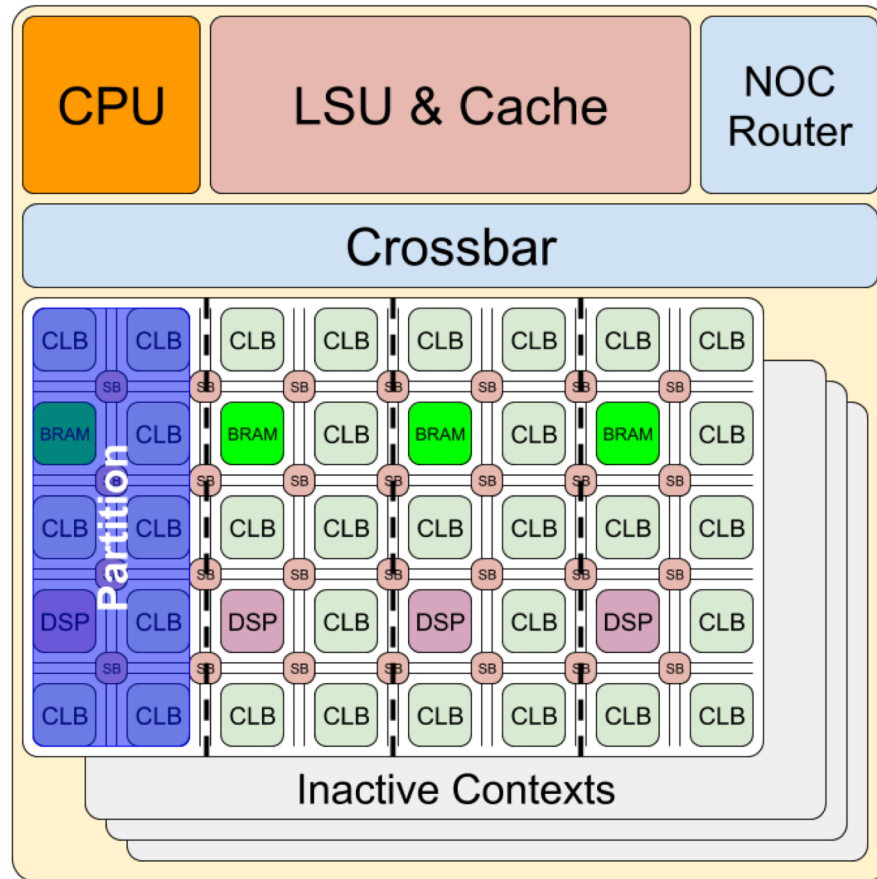 CPU
LSU & Cache
NOC
Router
Crossbar
CLB CLB CLB CLB CLB CLB CLB CLB
SB SB SB SB SB SB SB
BRAM CLB BRAM CLB BRAM CLB BRAM CLB
SB SB SB SB SB SB SB
CLB CLB CLB CLB CLB CLB CLB CLB
SB SB SB SB SB SB SB
DSP CLB DSP CLB DSP CLB DSP CLB
SB SB SB SB SB SB SB
CLB CLB CLB CLB CLB CLB CLB CLB
Partition
Inactive Contexts